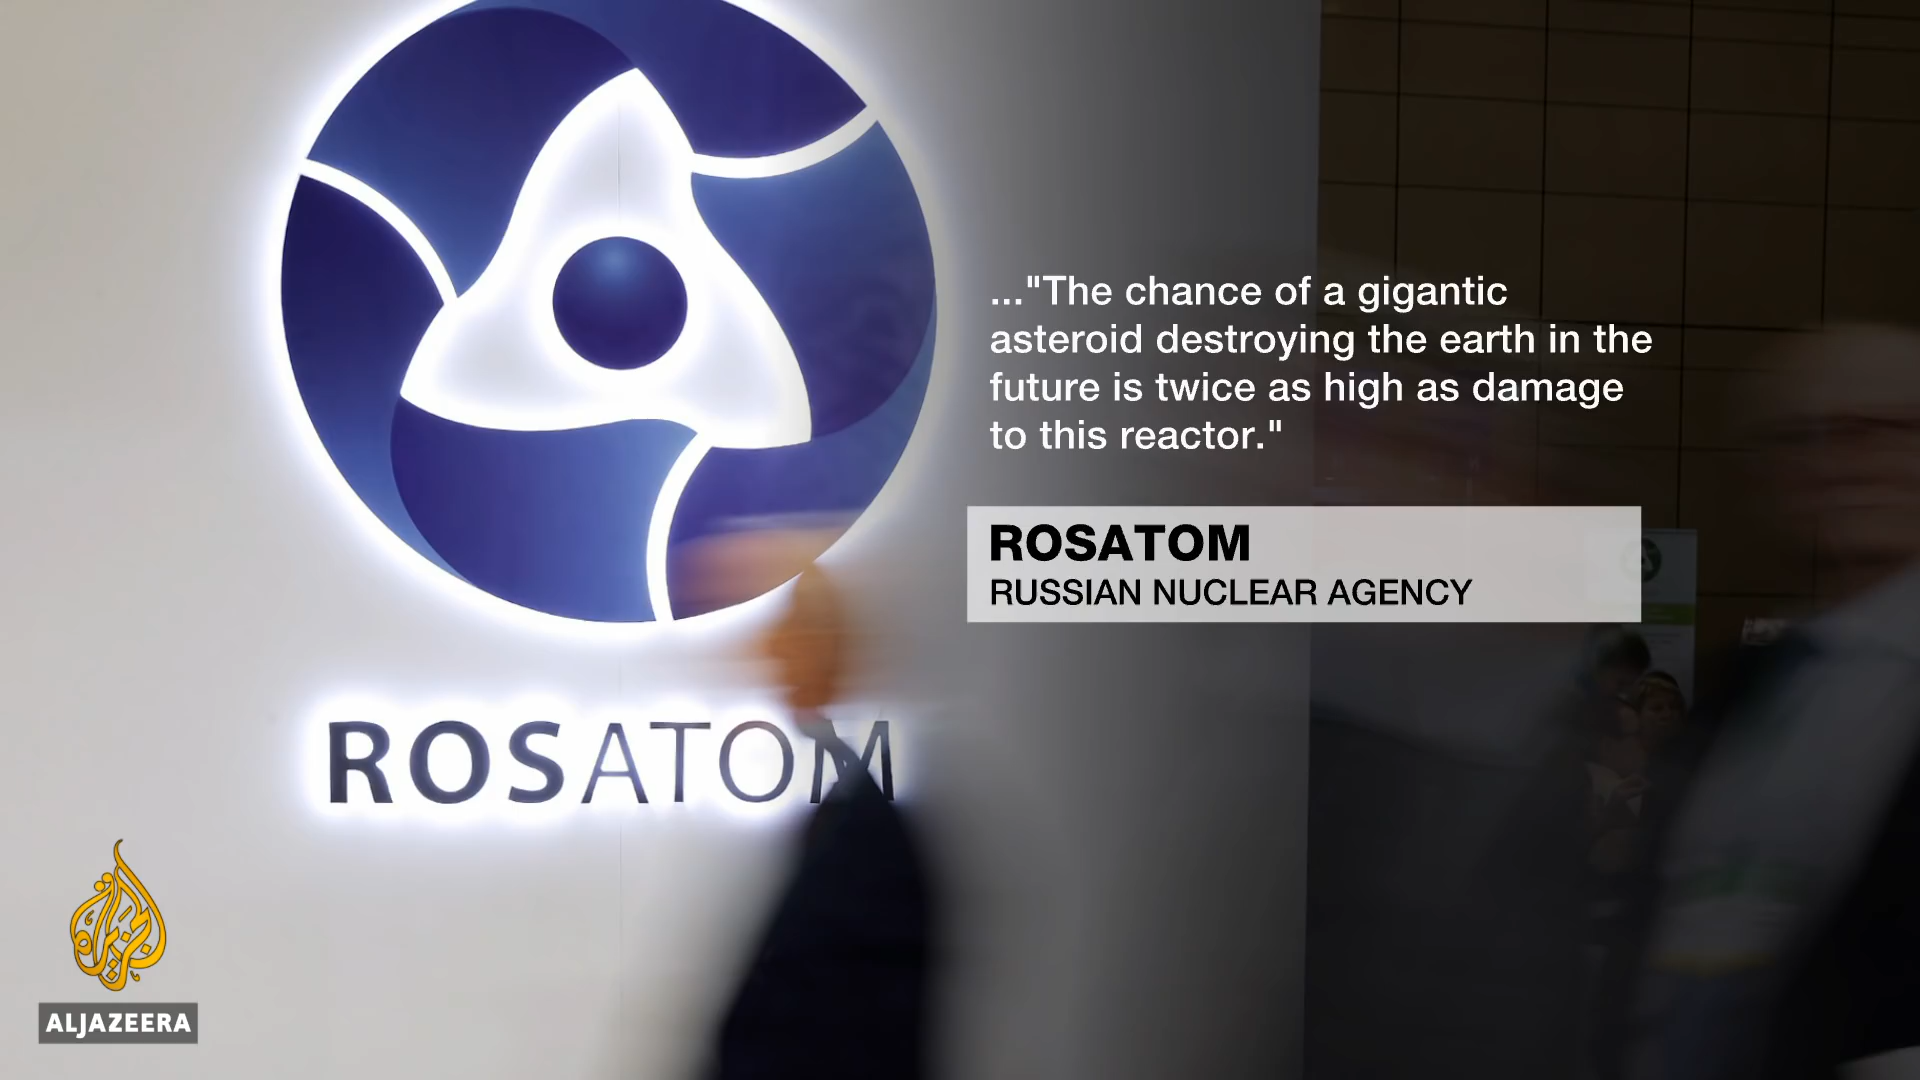 ..."The chance of a gigantic
asteroid destroying the earth in the
future is twice as high as damage
to this reactor."
ROSATOM
RUSSIAN NUCLEAR AGENCY
ROSATOM
الجزيرة
ALJAZEERA